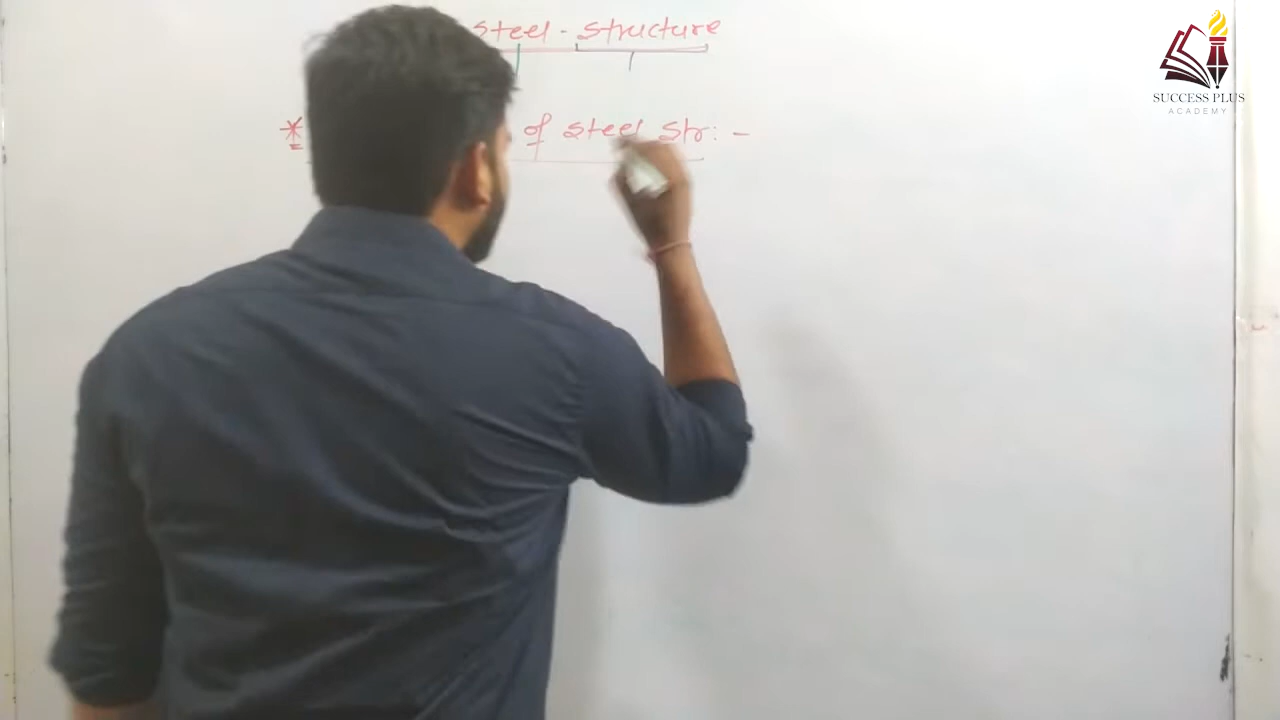 Steel - Structure
* of steel str: -
SUCCESS PLUS
ACADEMY